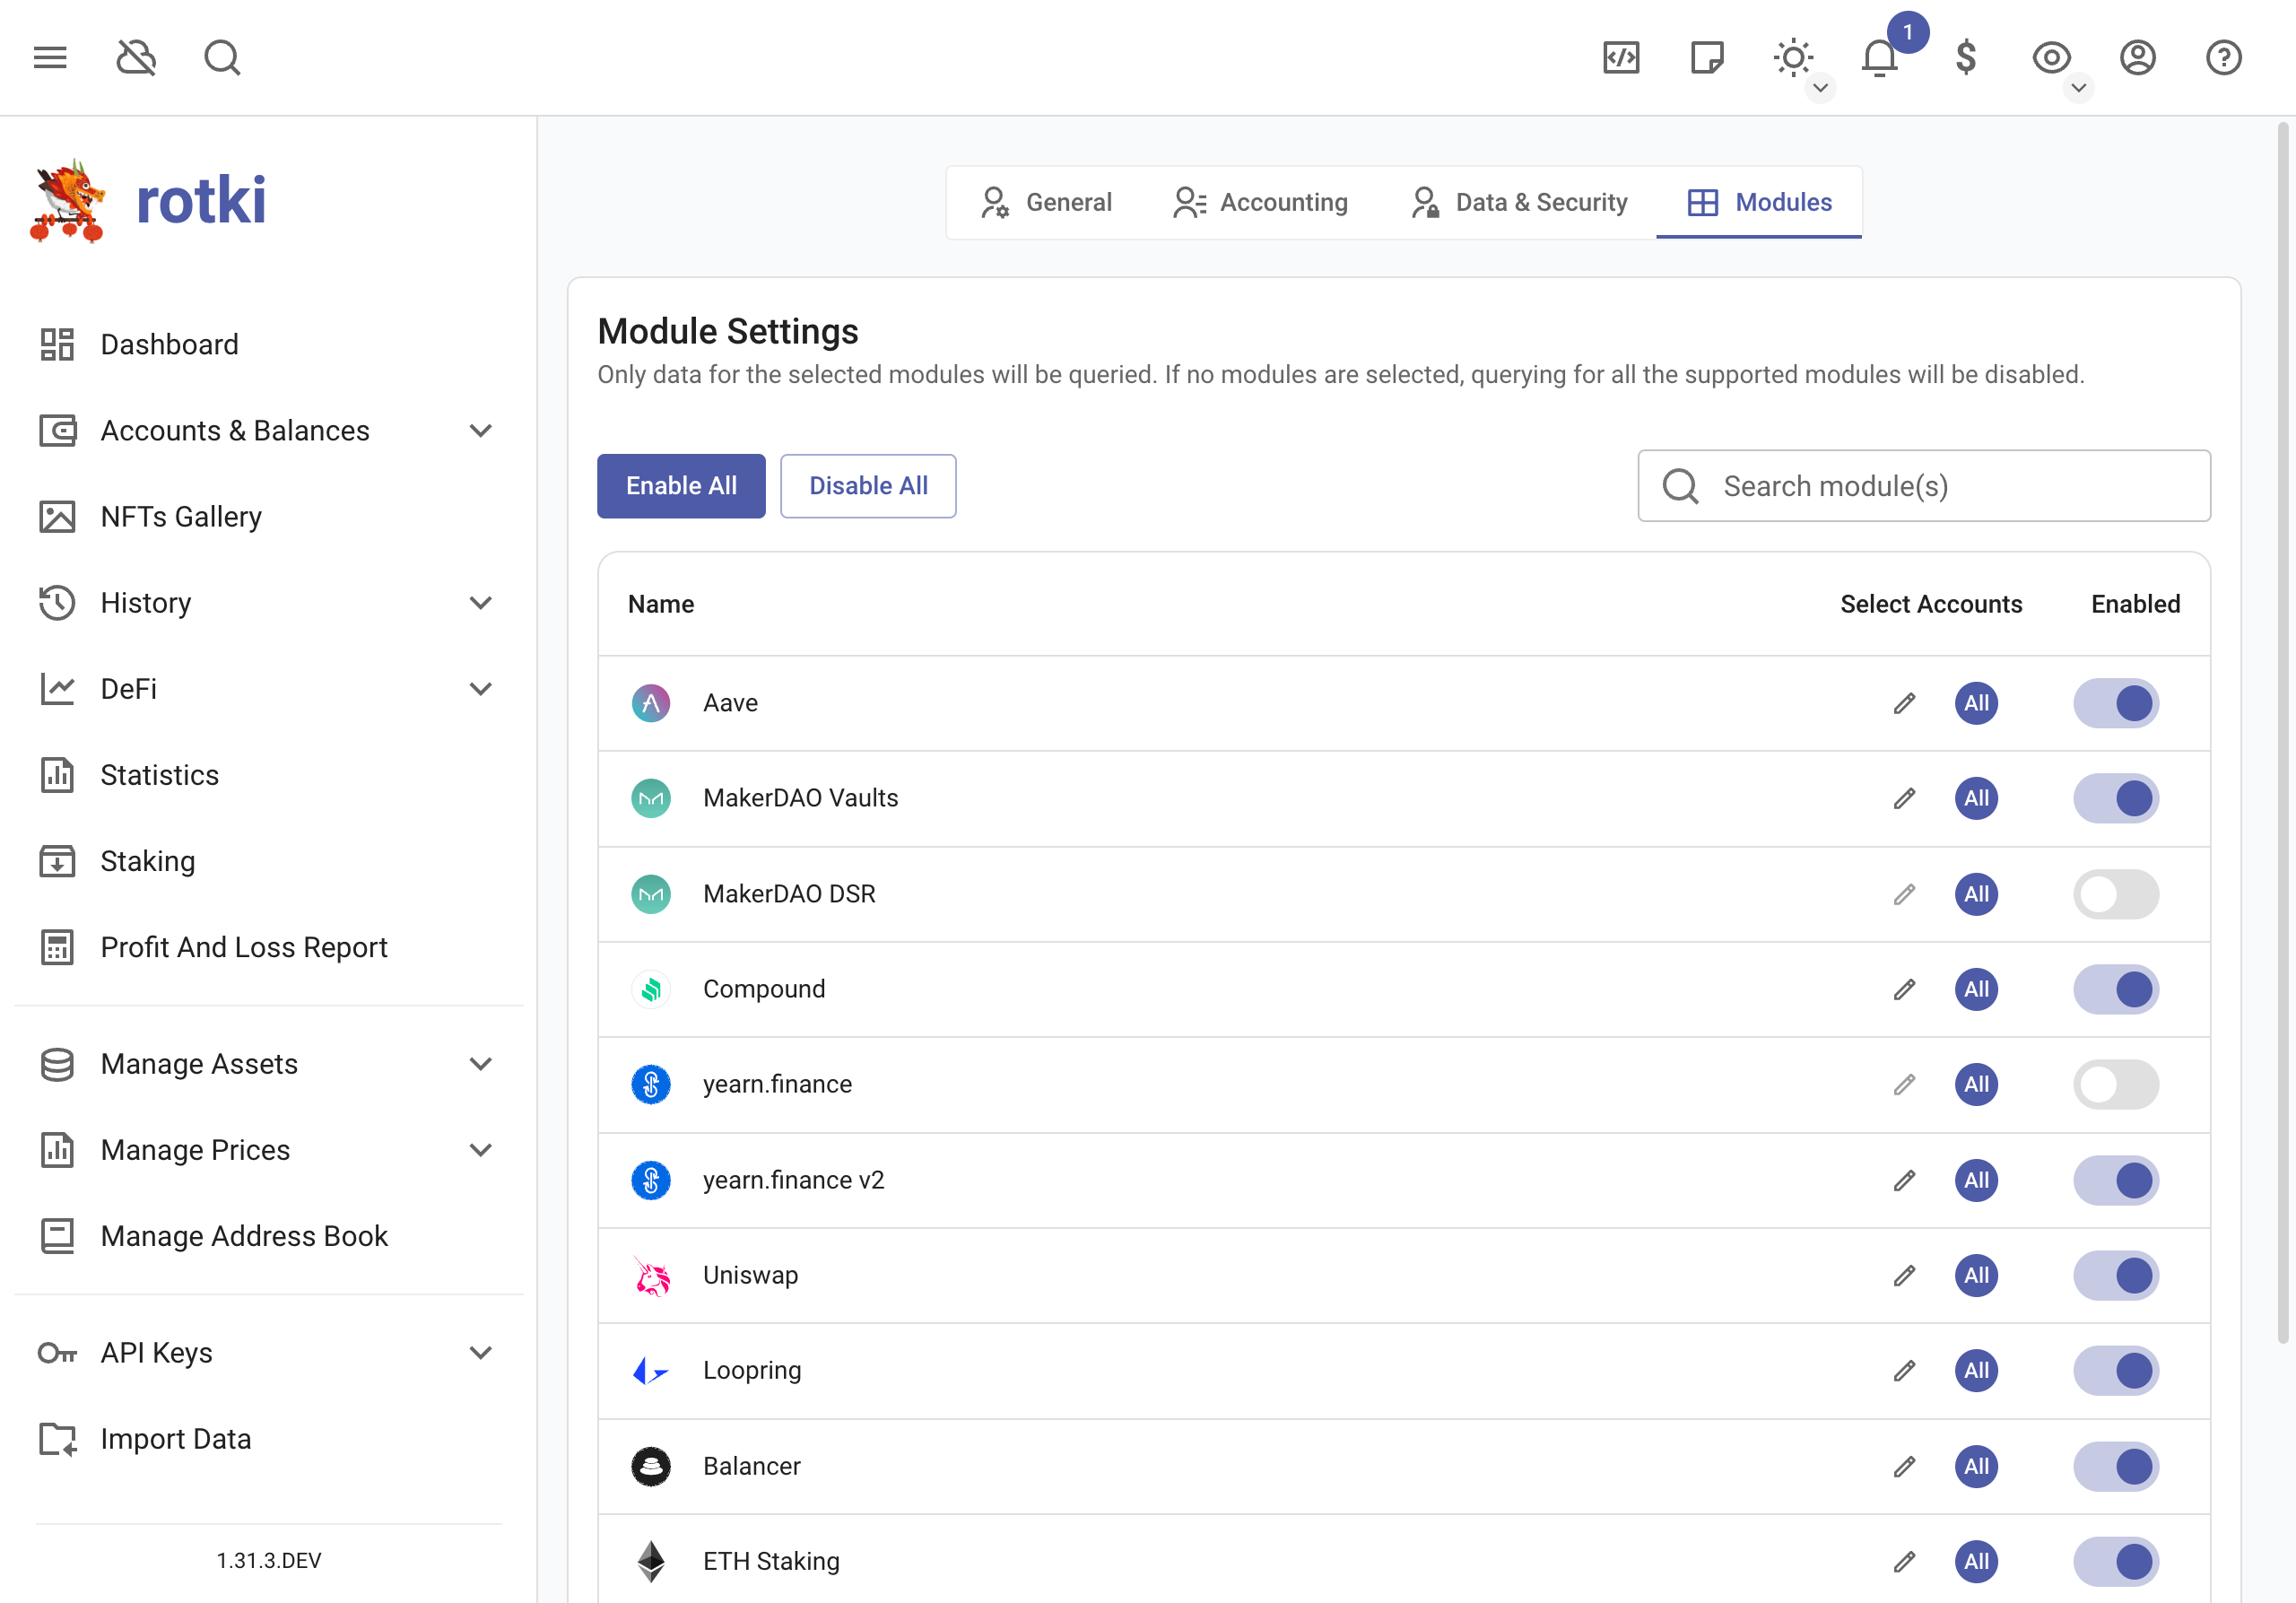 1
rotki
General
Accounting
Data & Security
Modules
Dashboard
Accounts & Balances
NFTs Gallery
History
DeFi
Statistics
Staking
Profit And Loss Report
Manage Assets
Manage Prices
Manage Address Book
API Keys
Import Data
1.31.3.DEV
Module Settings
Only data for the selected modules will be queried. If no modules are selected, querying for all the supported modules will be disabled.
Enable All
Disable All
Search module(s)
Name Select Accounts Enabled
Aave All
MakerDAO Vaults All
MakerDAO DSR All
Compound All
yearn.finance All
yearn.finance v2 All
Uniswap All
Loopring All
Balancer All
ETH Staking All